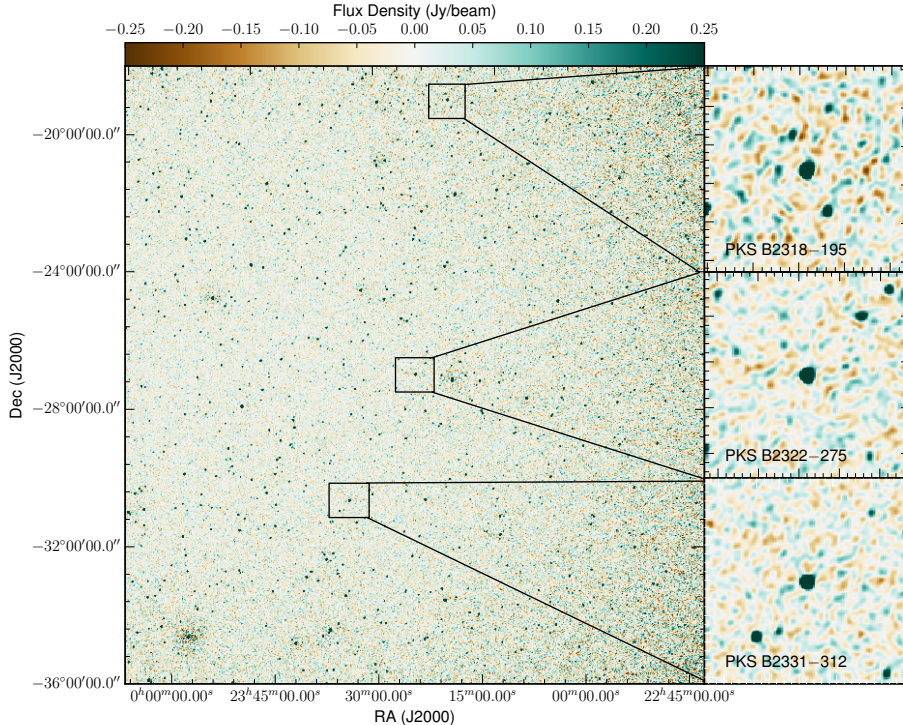 Flux Density (Jy/beam)
−0.25 −0.20 −0.15 −0.10 −0.05 0.00 0.05 0.10 0.15 0.20 0.25
−20°00′00.0″
−24°00′00.0″
−28°00′00.0″
−32°00′00.0″
−36°00′00.0″
Dec (J2000)
PKS B2318−195
PKS B2322−275
PKS B2331−312
0ʰ00ᵐ00.00ˢ 23ʰ45ᵐ00.00ˢ 30ᵐ00.00ˢ 15ᵐ00.00ˢ 00ᵐ00.00ˢ 22ʰ45ᵐ00.00ˢ
RA (J2000)